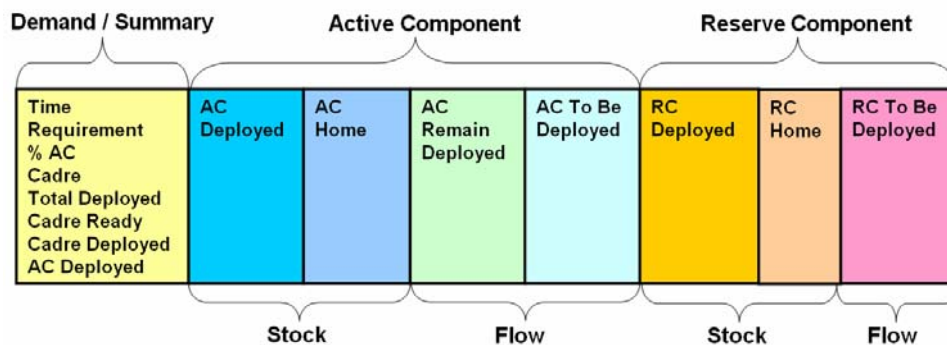 Demand / Summary
Active Component
Reserve Component
Time
Requirement
% AC
Cadre
Total Deployed
Cadre Ready
Cadre Deployed
AC Deployed
AC
Deployed
AC
Home
AC
Remain
Deployed
AC To Be
Deployed
RC
Deployed
RC
Home
RC To Be
Deployed
Stock
Flow
Stock
Flow